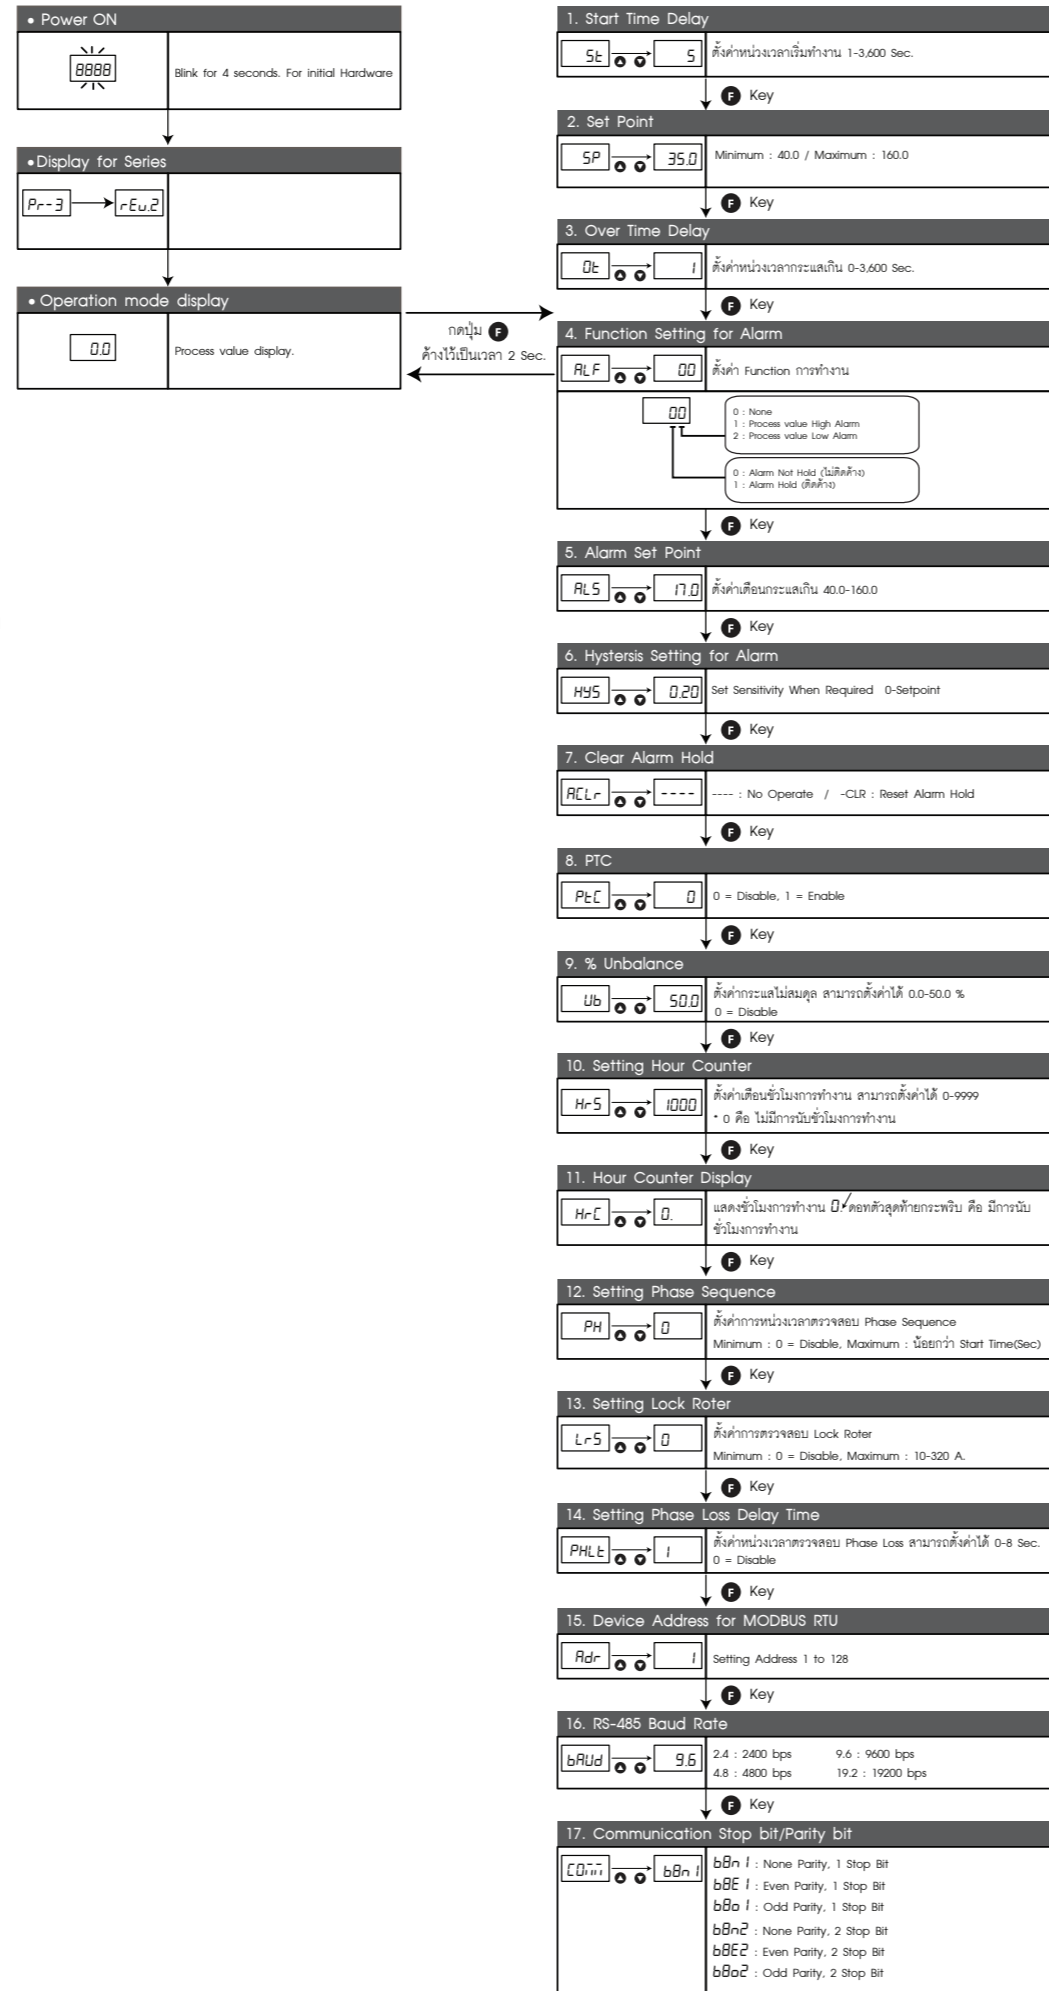 • Power ON
8888
Blink for 4 seconds. For initial Hardware
• Display for Series
Pr-3
rEv.2
• Operation mode display
0.0
Process value display.
กดปุ่ม F
ค้างไว้เป็นเวลา 2 Sec.
1. Start Time Delay
St
5
ตั้งค่าหน่วงเวลาเริ่มทำงาน 1-3,600 Sec.
F Key
2. Set Point
SP
35.0
Minimum : 40.0 / Maximum : 160.0
F Key
3. Over Time Delay
Ot
1
ตั้งค่าหน่วงเวลากระแสเกิน 0-3,600 Sec.
F Key
4. Function Setting for Alarm
ALF
00
ตั้งค่า Function การทำงาน
00
0 : None
1 : Process value High Alarm
2 : Process value Low Alarm
0 : Alarm Not Hold (ไม่ติดค้าง)
1 : Alarm Hold (ติดค้าง)
F Key
5. Alarm Set Point
ALS
17.0
ตั้งค่าเตือนกระแสเกิน 40.0-160.0
F Key
6. Hystersis Setting for Alarm
HYS
0.20
Set Sensitivity When Required 0-Setpoint
F Key
7. Clear Alarm Hold
ACLr
----
---- : No Operate / -CLR : Reset Alarm Hold
F Key
8. PTC
PtC
0
0 = Disable, 1 = Enable
F Key
9. % Unbalance
Ub
50.0
ตั้งค่ากระแสไม่สมดุล สามารถตั้งค่าได้ 0.0-50.0 %
0 = Disable
F Key
10. Setting Hour Counter
HrS
1000
ตั้งค่าเตือนชั่วโมงการทำงาน สามารถตั้งค่าได้ 0-9999
* 0 คือ ไม่มีการนับชั่วโมงการทำงาน
F Key
11. Hour Counter Display
HrC
0.
แสดงชั่วโมงการทำงาน 0. ดอทตัวสุดท้ายกระพริบ คือ มีการนับ
ชั่วโมงการทำงาน
F Key
12. Setting Phase Sequence
PH
0
ตั้งค่าการหน่วงเวลาตรวจสอบ Phase Sequence
Minimum : 0 = Disable, Maximum : น้อยกว่า Start Time(Sec)
F Key
13. Setting Lock Roter
LrS
0
ตั้งค่าการตรวจสอบ Lock Roter
Minimum : 0 = Disable, Maximum : 10-320 A.
F Key
14. Setting Phase Loss Delay Time
PHLt
1
ตั้งค่าหน่วงเวลาตรวจสอบ Phase Loss สามารถตั้งค่าได้ 0-8 Sec.
0 = Disable
F Key
15. Device Address for MODBUS RTU
Adr
1
Setting Address 1 to 128
F Key
16. RS-485 Baud Rate
bAUd
9.6
2.4 : 2400 bps 9.6 : 9600 bps
4.8 : 4800 bps 19.2 : 19200 bps
F Key
17. Communication Stop bit/Parity bit
COM
b8n1
b8n1 : None Parity, 1 Stop Bit
b8E1 : Even Parity, 1 Stop Bit
b8o1 : Odd Parity, 1 Stop Bit
b8n2 : None Parity, 2 Stop Bit
b8E2 : Even Parity, 2 Stop Bit
b8o2 : Odd Parity, 2 Stop Bit